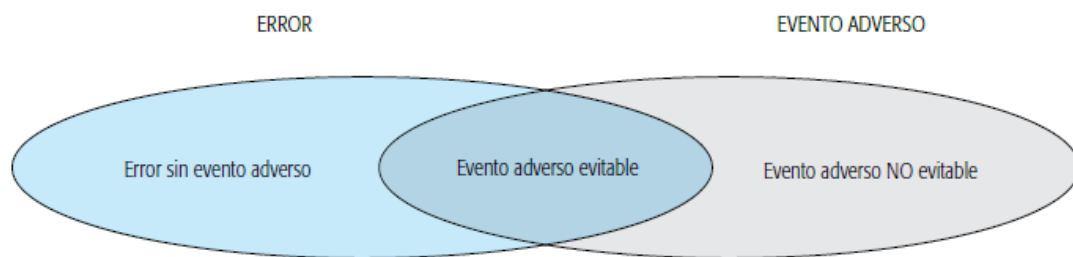 ERROR
EVENTO ADVERSO
Error sin evento adverso
Evento adverso evitable
Evento adverso NO evitable